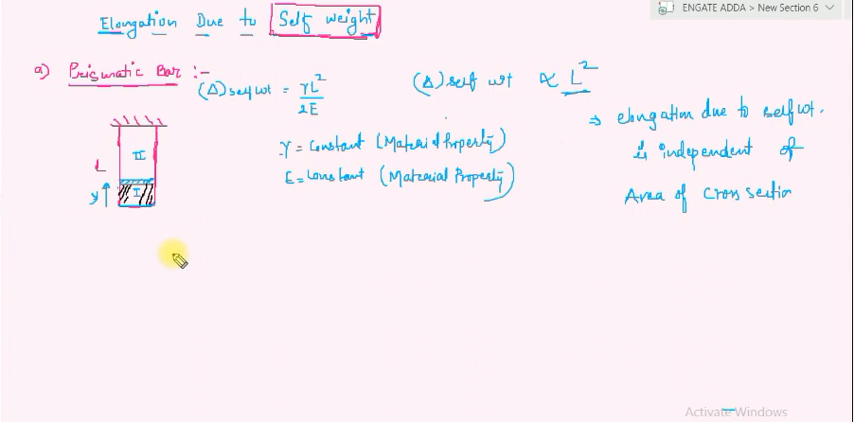 ENGATE ADDA > New Section 6
Elongation Due to Self weight
a) Prismatic Bar :-
(Δ)self wt = γL²/2E
(Δ)self wt ∝ L²
⇒ elongation due to self wt.
is independent of
Area of Cross section
γ = Constant (Material Property)
E = Constant (Material Property)
II
L
y ↑ I
Activate Windows